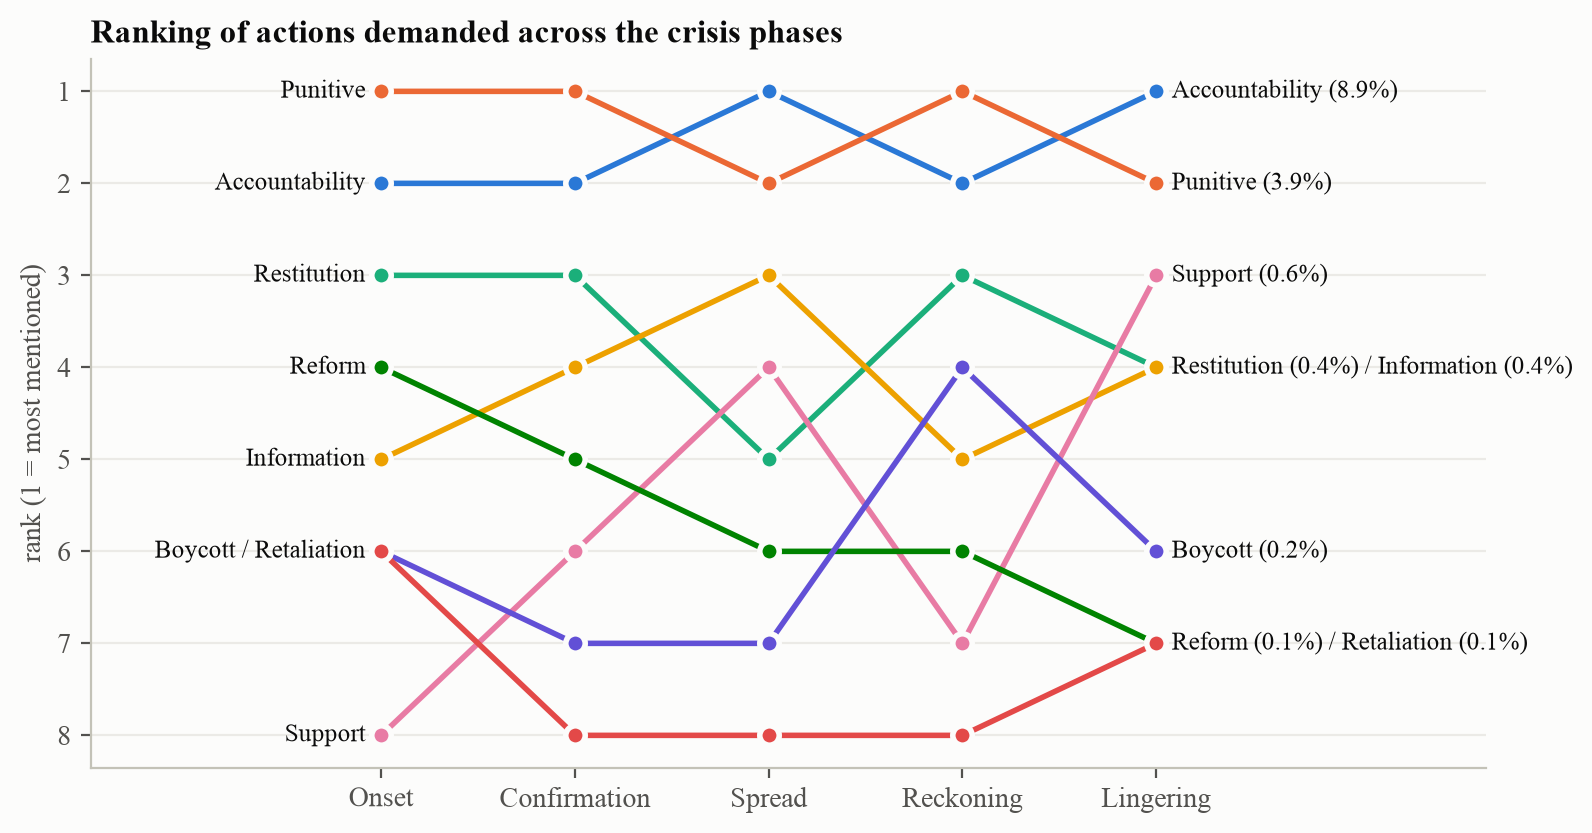 Ranking of actions demanded across the crisis phases
rank (1 = most mentioned)
1
2
3
4
5
6
7
8
Punitive
Accountability
Restitution
Reform
Information
Boycott / Retaliation
Support
Accountability (8.9%)
Punitive (3.9%)
Support (0.6%)
Restitution (0.4%) / Information (0.4%)
Boycott (0.2%)
Reform (0.1%) / Retaliation (0.1%)
Onset
Confirmation
Spread
Reckoning
Lingering